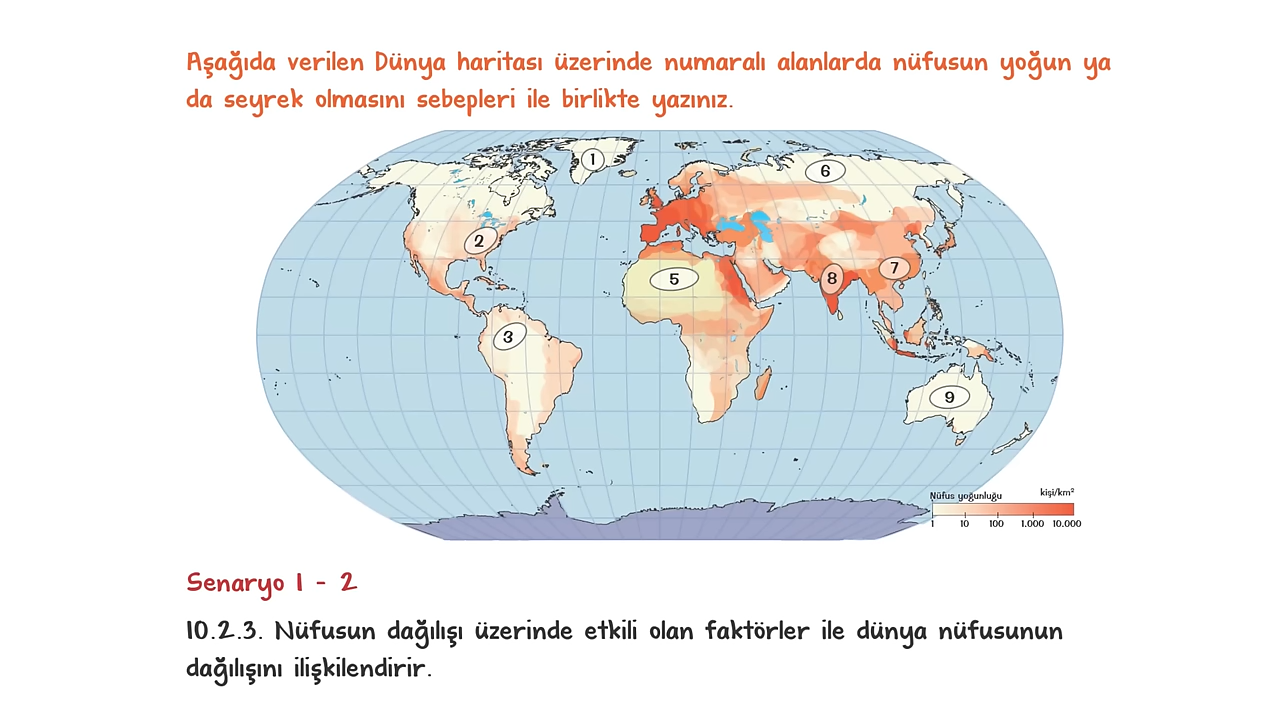 Aşağıda verilen Dünya haritası üzerinde numaralı alanlarda nüfusun yoğun ya
da seyrek olmasını sebepleri ile birlikte yazınız.
1
6
2
5
8
7
3
9
Nüfus yoğunluğu kişi/km²
1 10 100 1.000 10.000
Senaryo 1 - 2
10.2.3. Nüfusun dağılışı üzerinde etkili olan faktörler ile dünya nüfusunun
dağılışını ilişkilendirir.